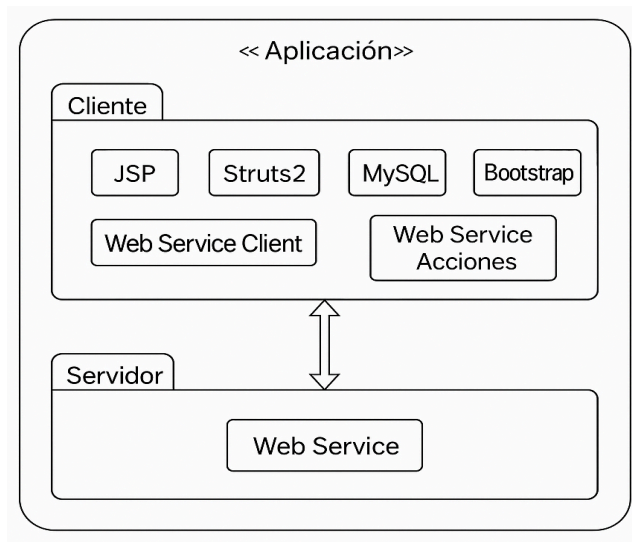 << Aplicación>>
Cliente
JSP
Struts2
MySQL
Bootstrap
Web Service Client
Web Service
Acciones
Servidor
Web Service